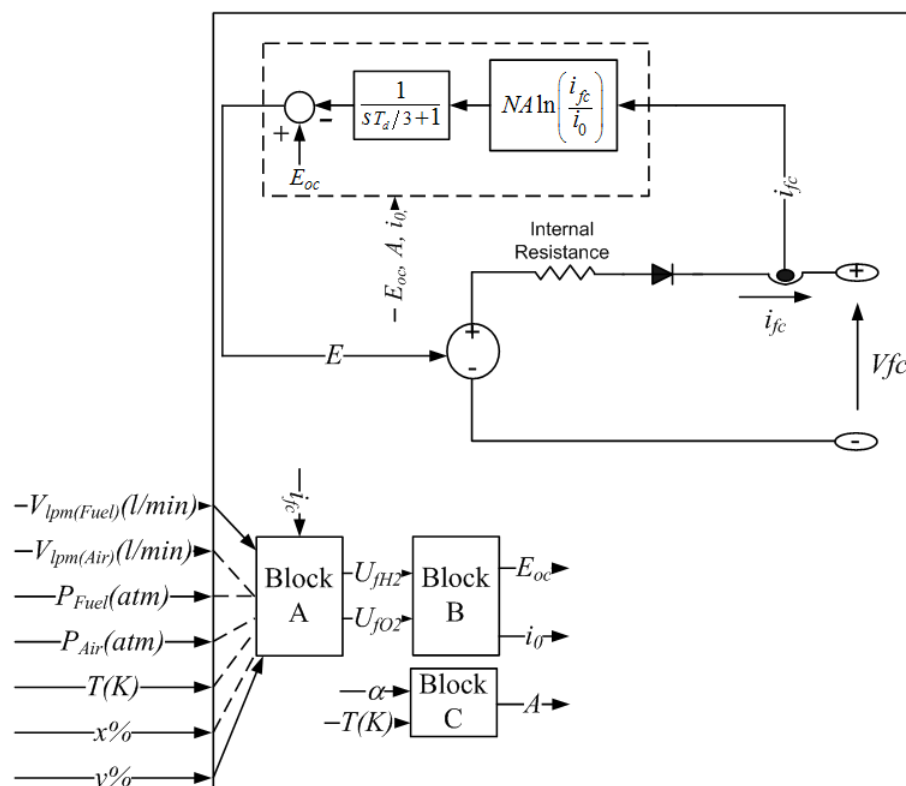 1
sT_d/3+1
NA ln(i_fc/i_0)
+
-
E_oc
i_fc
– E_oc, A, i_0,
Internal
Resistance
+
i_fc
+
-
E
Vfc
-
–V_lpm(Fuel)(l/min)
i_fc
–V_lpm(Air)(l/min)
P_Fuel(atm)
P_Air(atm)
T(K)
x%
y%
Block
A
U_fH2
U_fO2
Block
B
E_oc
i_0
α
–T(K)
Block
C
A